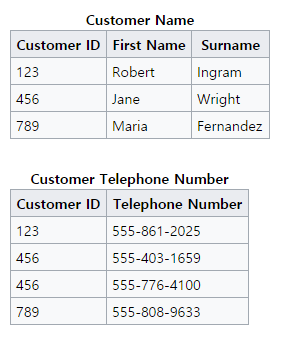 Customer Name
Customer ID First Name Surname
123 Robert Ingram
456 Jane Wright
789 Maria Fernandez
Customer Telephone Number
Customer ID Telephone Number
123 555-861-2025
456 555-403-1659
456 555-776-4100
789 555-808-9633